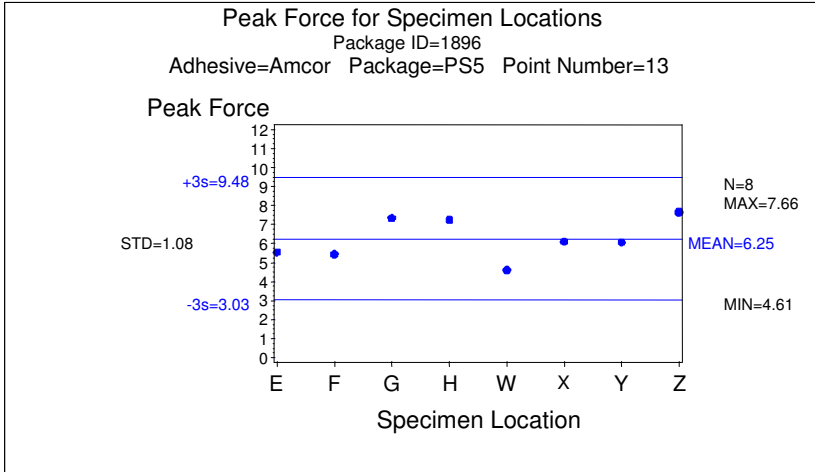 Peak Force for Specimen Locations
Package ID=1896
Adhesive=Amcor Package=PS5 Point Number=13
Peak Force
12
11
10
+3s=9.48
9
N=8
8
MAX=7.66
7
STD=1.08
6
MEAN=6.25
5
4
-3s=3.03
3
MIN=4.61
2
1
0
E F G H W X Y Z
Specimen Location